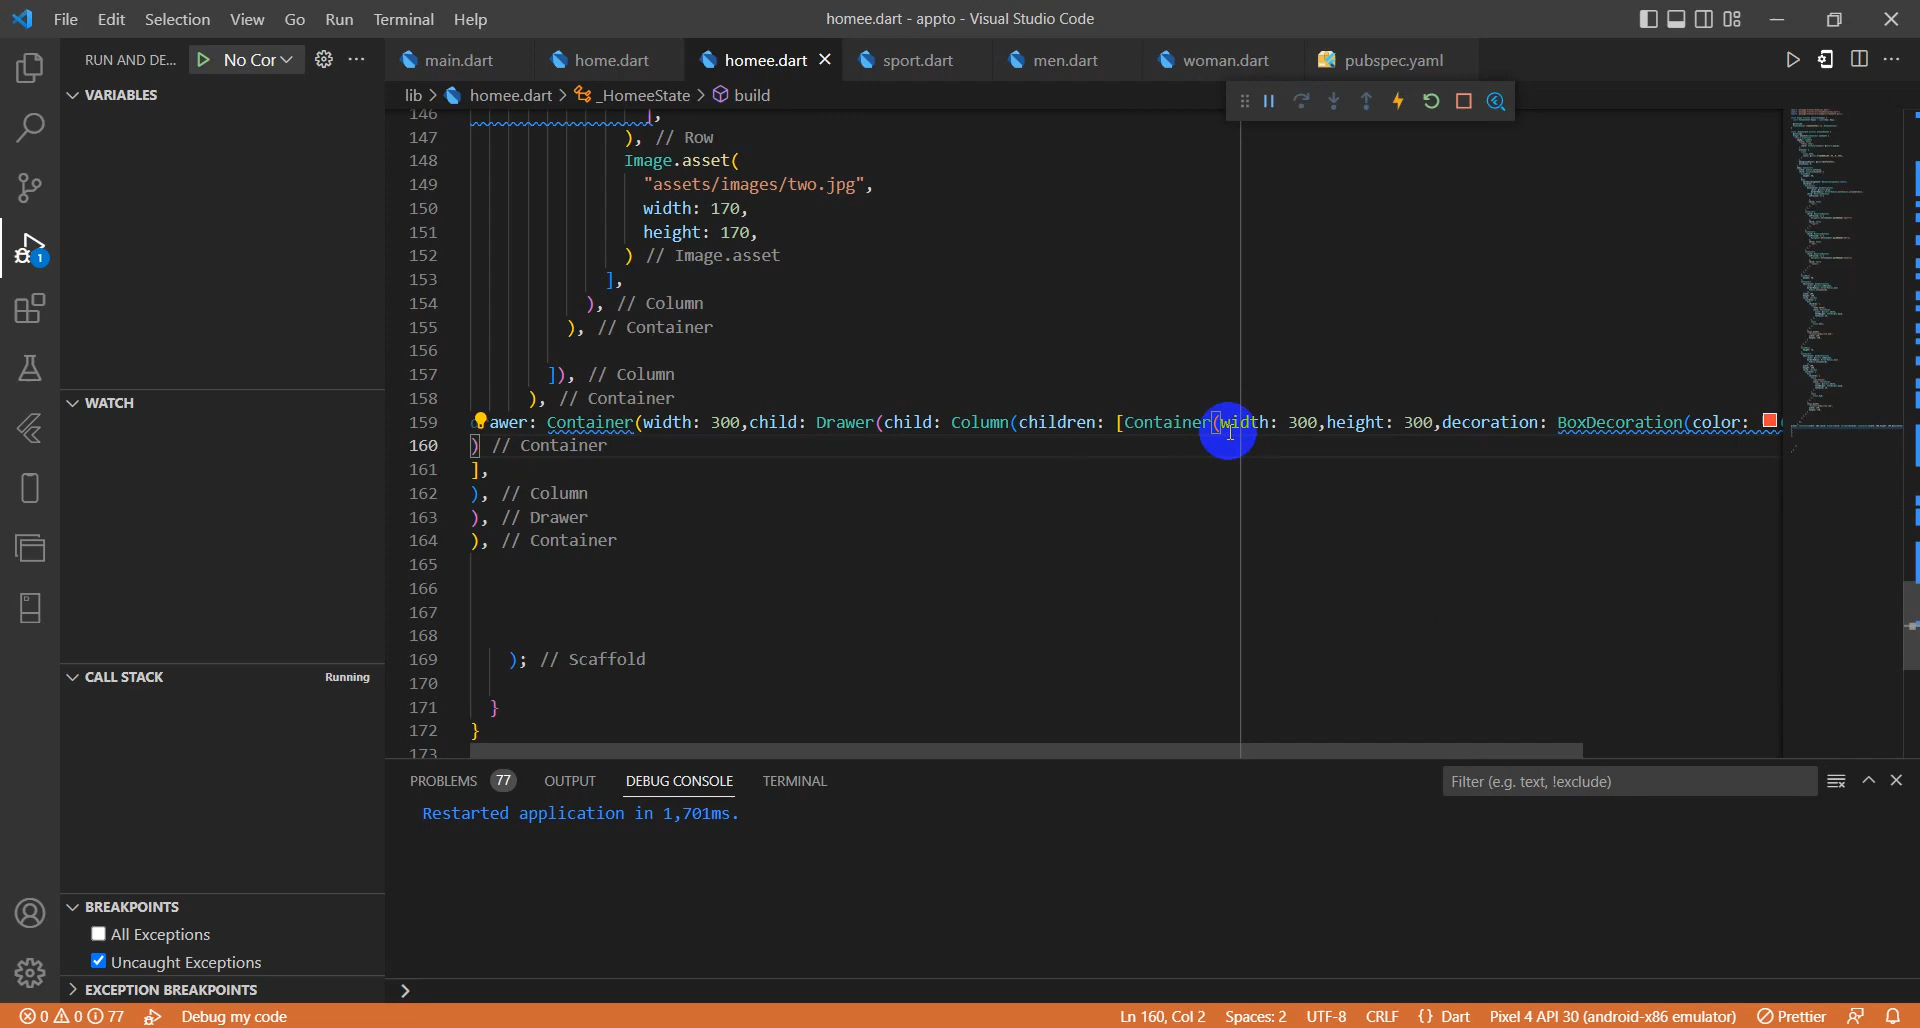 File Edit Selection View Go Run Terminal Help
homee.dart - appto - Visual Studio Code
RUN AND DE... No Cor
main.dart home.dart homee.dart sport.dart men.dart woman.dart pubspec.yaml
lib > homee.dart > _HomeeState > build
VARIABLES
146 ],
147 ), // Row
148 Image.asset(
149 "assets/images/two.jpg",
150 width: 170,
151 height: 170,
152 ) // Image.asset
153 ],
154 ), // Column
155 ), // Container
156
157 ]), // Column
158 ), // Container
159 awer: Container(width: 300,child: Drawer(child: Column(children: [Container(width: 300,height: 300,decoration: BoxDecoration(color:
160 ) // Container
161 ],
162 ), // Column
163 ), // Drawer
164 ), // Container
165
166
167
168
169 ); // Scaffold
170
171 }
172 }
173
WATCH
CALL STACK Running
BREAKPOINTS
All Exceptions
Uncaught Exceptions
EXCEPTION BREAKPOINTS
1
PROBLEMS 77 OUTPUT DEBUG CONSOLE TERMINAL
Filter (e.g. text, !exclude)
Restarted application in 1,701ms.
>
0 0 77 Debug my code
Ln 160, Col 2 Spaces: 2 UTF-8 CRLF {} Dart Pixel 4 API 30 (android-x86 emulator) Prettier